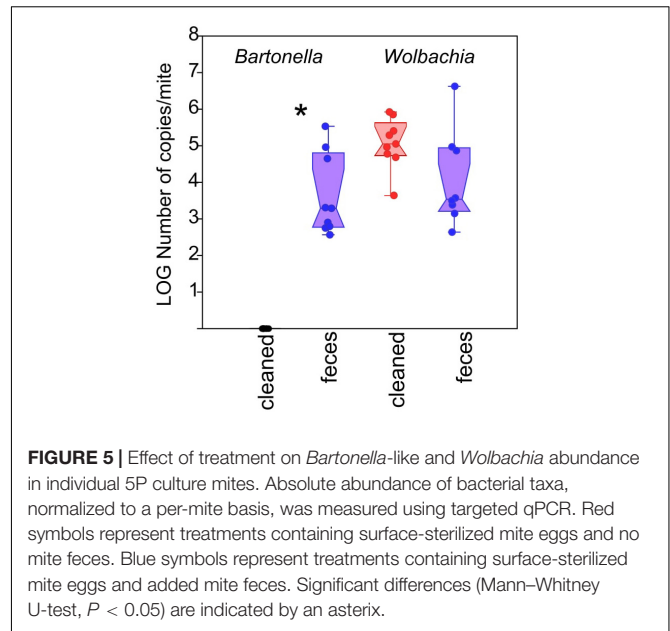 8
Bartonella Wolbachia
7
*
6
5
4
3
2
1
LOG Number of copies/mite
cleaned
feces
cleaned
feces
FIGURE 5 | Effect of treatment on Bartonella-like and Wolbachia abundance
in individual 5P culture mites. Absolute abundance of bacterial taxa,
normalized to a per-mite basis, was measured using targeted qPCR. Red
symbols represent treatments containing surface-sterilized mite eggs and no
mite feces. Blue symbols represent treatments containing surface-sterilized
mite eggs and added mite feces. Significant differences (Mann–Whitney
U-test, P < 0.05) are indicated by an asterix.